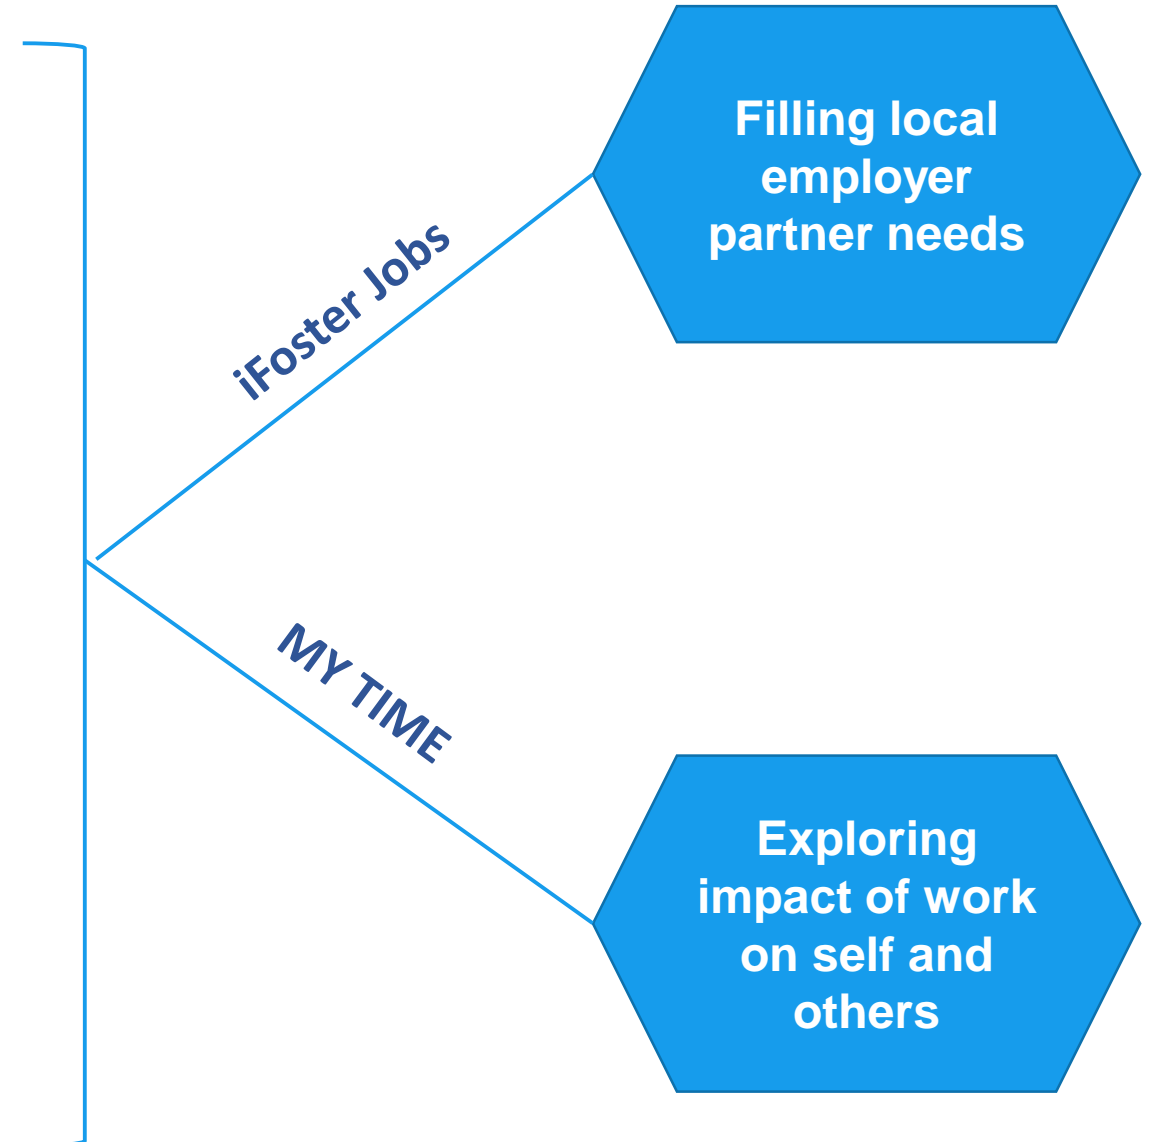 Filling local
employer
partner needs
iFoster Jobs
MY TIME
Exploring
impact of work
on self and
others